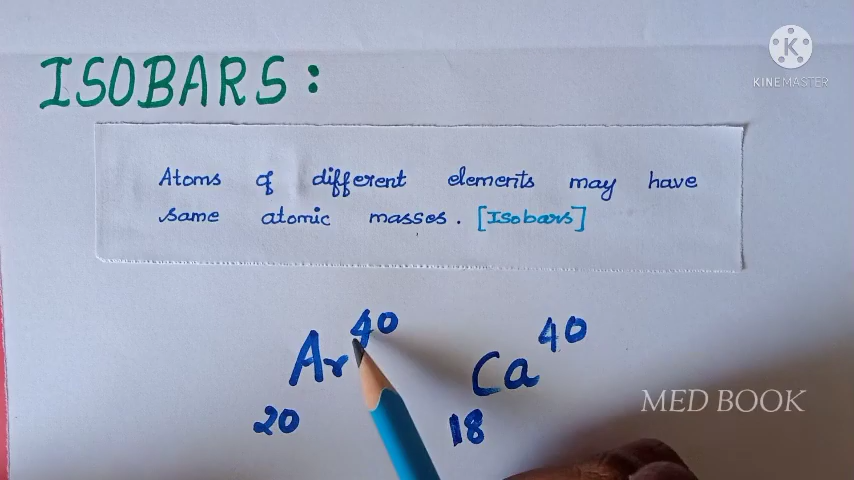 ISOBARS:
K
KINEMASTER
Atoms of different elements may have
same atomic masses. [Isobars]
20 Ar 40 18 Ca 40
MED BOOK